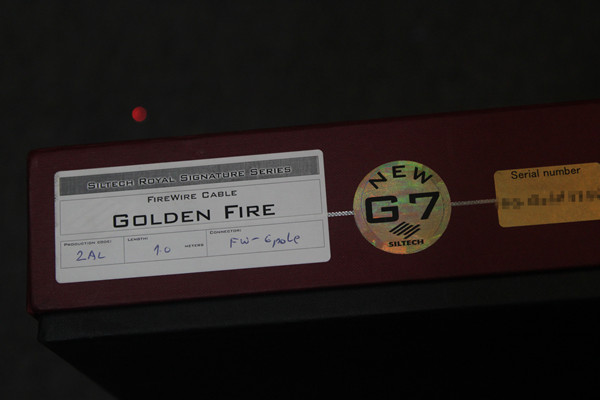 SILTECH ROYAL SIGNATURE SERIES
FIREWIRE CABLE
GOLDEN FIRE
PRODUCTION CODE:
2AL
LENGTH:
1.0 METERS
CONNECTOR:
FW-6pole
NEW
G7
SILTECH
Serial number